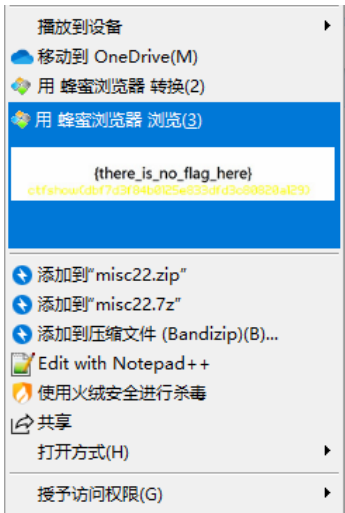 播放到设备
移动到 OneDrive(M)
用 蜂蜜浏览器 转换(2)
用 蜂蜜浏览器 浏览(3)
{there_is_no_flag_here}
ctfshow{dbf7d3f84b0125e833dfd3c80820a129}
添加到“misc22.zip”
添加到“misc22.7z”
添加到压缩文件 (Bandizip)(B)...
Edit with Notepad++
使用火绒安全进行杀毒
共享
打开方式(H)
授予访问权限(G)